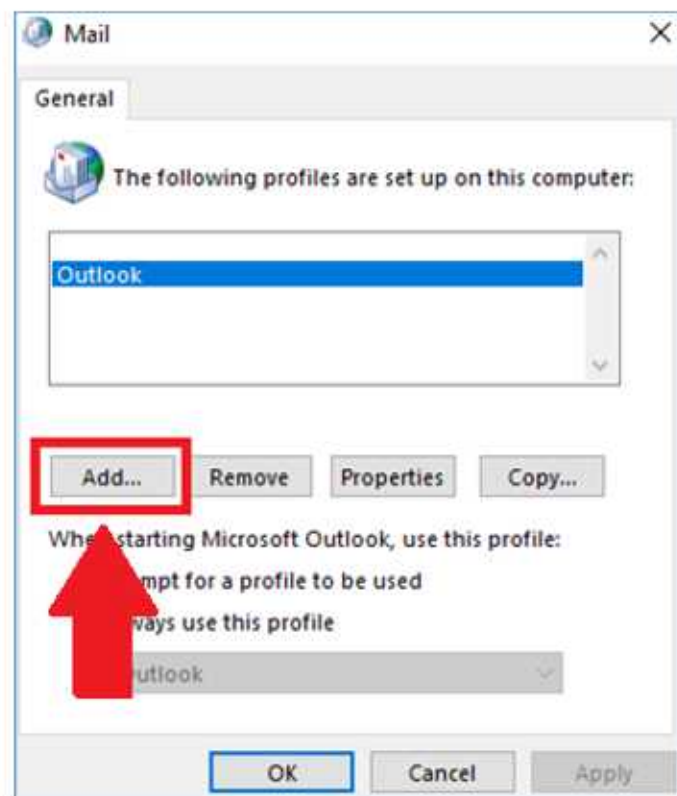 Mail
General
The following profiles are set up on this computer:
Outlook
Add... Remove Properties Copy...
starting Microsoft Outlook, use this profile:
for a profile to be used
use this profile
OK Cancel Apply